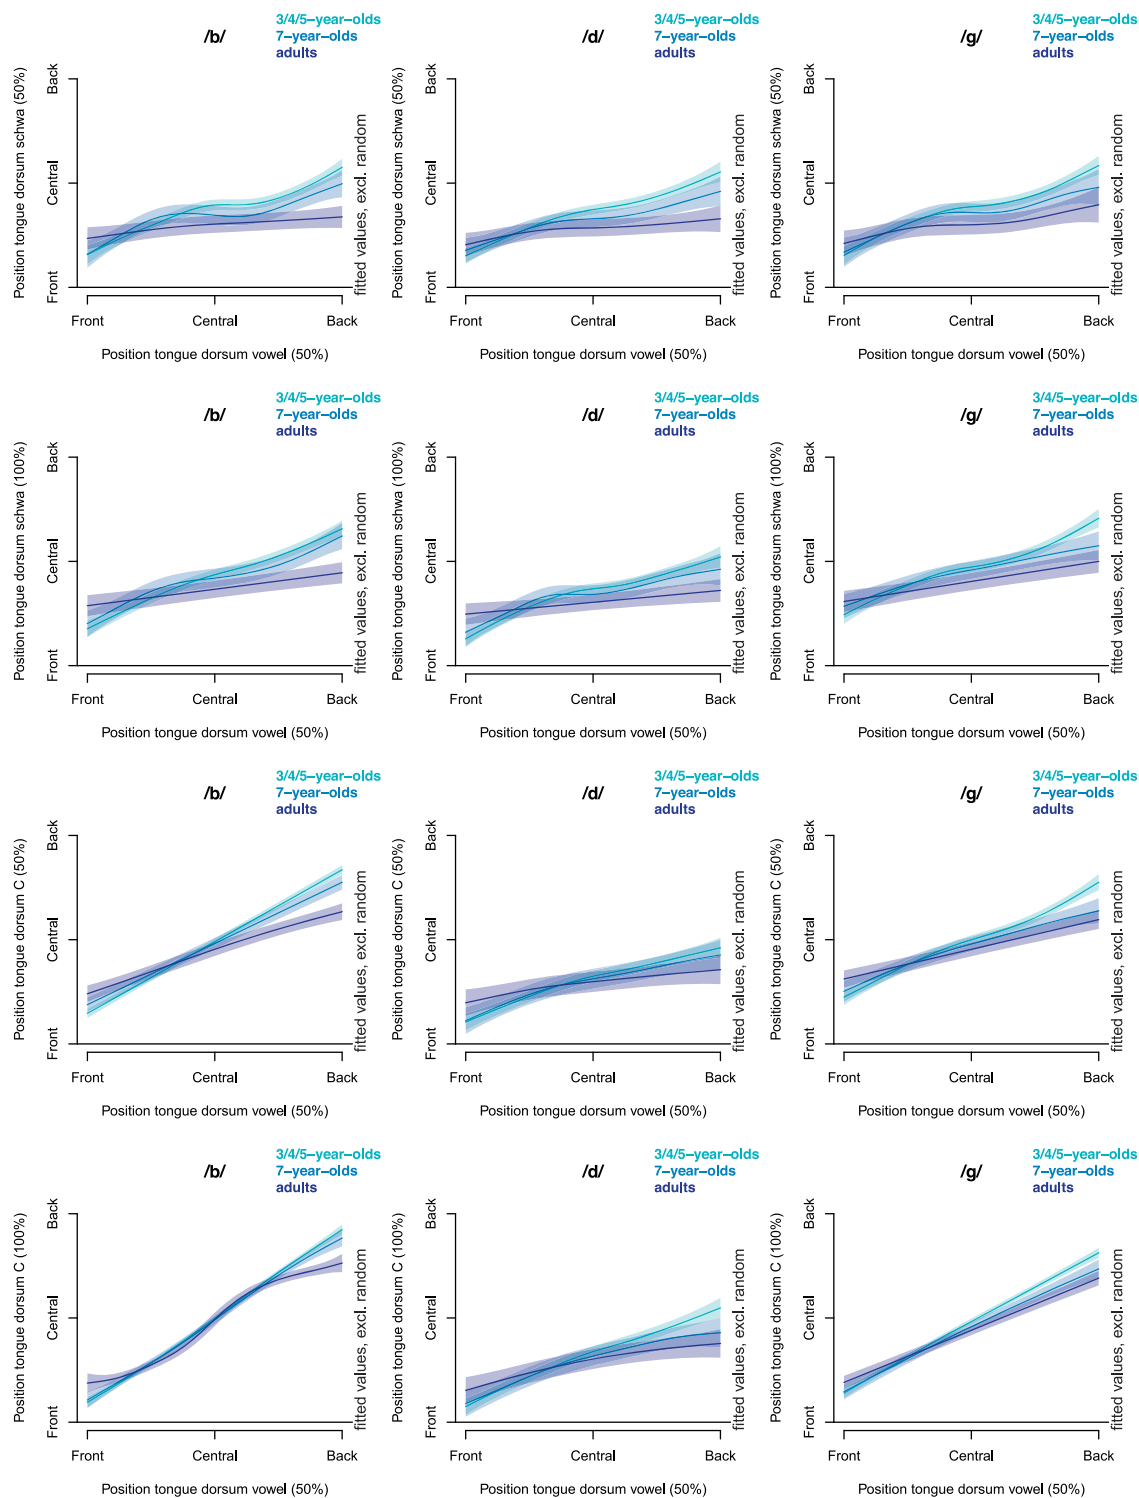 /b/
3/4/5–year–olds
7–year–olds
adults
Position tongue dorsum schwa (50%)
Back
Central
Front
fitted values, excl. random
Front Central Back
Position tongue dorsum vowel (50%)
/d/
3/4/5–year–olds
7–year–olds
adults
Position tongue dorsum schwa (50%)
Back
Central
Front
fitted values, excl. random
Front Central Back
Position tongue dorsum vowel (50%)
/g/
3/4/5–year–olds
7–year–olds
adults
Position tongue dorsum schwa (50%)
Back
Central
Front
fitted values, excl. random
Front Central Back
Position tongue dorsum vowel (50%)
/b/
3/4/5–year–olds
7–year–olds
adults
Position tongue dorsum schwa (100%)
Back
Central
Front
fitted values, excl. random
Front Central Back
Position tongue dorsum vowel (50%)
/d/
3/4/5–year–olds
7–year–olds
adults
Position tongue dorsum schwa (100%)
Back
Central
Front
fitted values, excl. random
Front Central Back
Position tongue dorsum vowel (50%)
/g/
3/4/5–year–olds
7–year–olds
adults
Position tongue dorsum schwa (100%)
Back
Central
Front
fitted values, excl. random
Front Central Back
Position tongue dorsum vowel (50%)
/b/
3/4/5–year–olds
7–year–olds
adults
Position tongue dorsum C (50%)
Back
Central
Front
fitted values, excl. random
Front Central Back
Position tongue dorsum vowel (50%)
/d/
3/4/5–year–olds
7–year–olds
adults
Position tongue dorsum C (50%)
Back
Central
Front
fitted values, excl. random
Front Central Back
Position tongue dorsum vowel (50%)
/g/
3/4/5–year–olds
7–year–olds
adults
Position tongue dorsum C (50%)
Back
Central
Front
fitted values, excl. random
Front Central Back
Position tongue dorsum vowel (50%)
/b/
3/4/5–year–olds
7–year–olds
adults
Position tongue dorsum C (100%)
Back
Central
Front
fitted values, excl. random
Front Central Back
Position tongue dorsum vowel (50%)
/d/
3/4/5–year–olds
7–year–olds
adults
Position tongue dorsum C (100%)
Back
Central
Front
fitted values, excl. random
Front Central Back
Position tongue dorsum vowel (50%)
/g/
3/4/5–year–olds
7–year–olds
adults
Position tongue dorsum C (100%)
Back
Central
Front
fitted values, excl. random
Front Central Back
Position tongue dorsum vowel (50%)